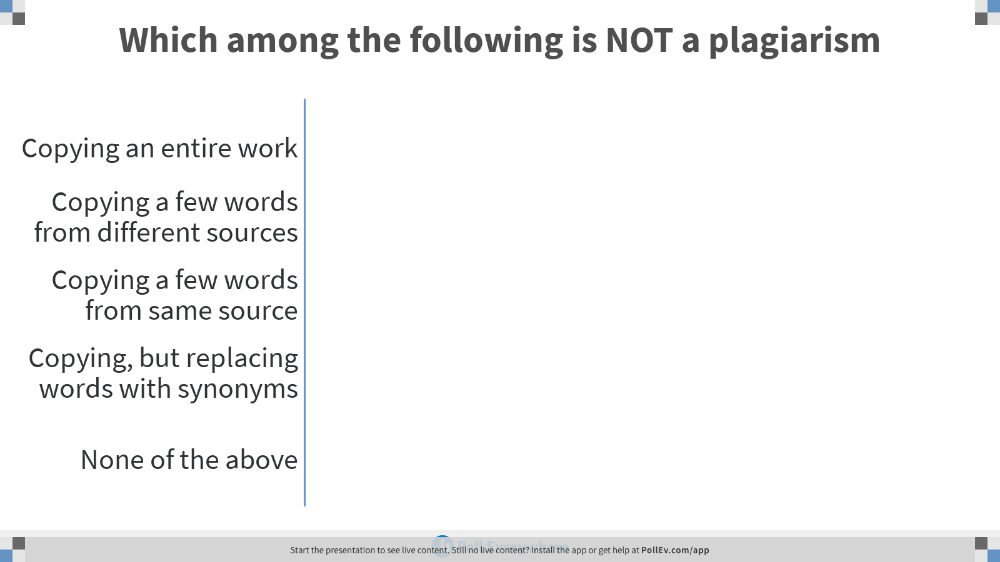 Which among the following is NOT a plagiarism
Copying an entire work
Copying a few words
from different sources
Copying a few words
from same source
Copying, but replacing
words with synonyms
None of the above
Poll Everywhere
Start the presentation to see live content. Still no live content? Install the app or get help at PollEv.com/app